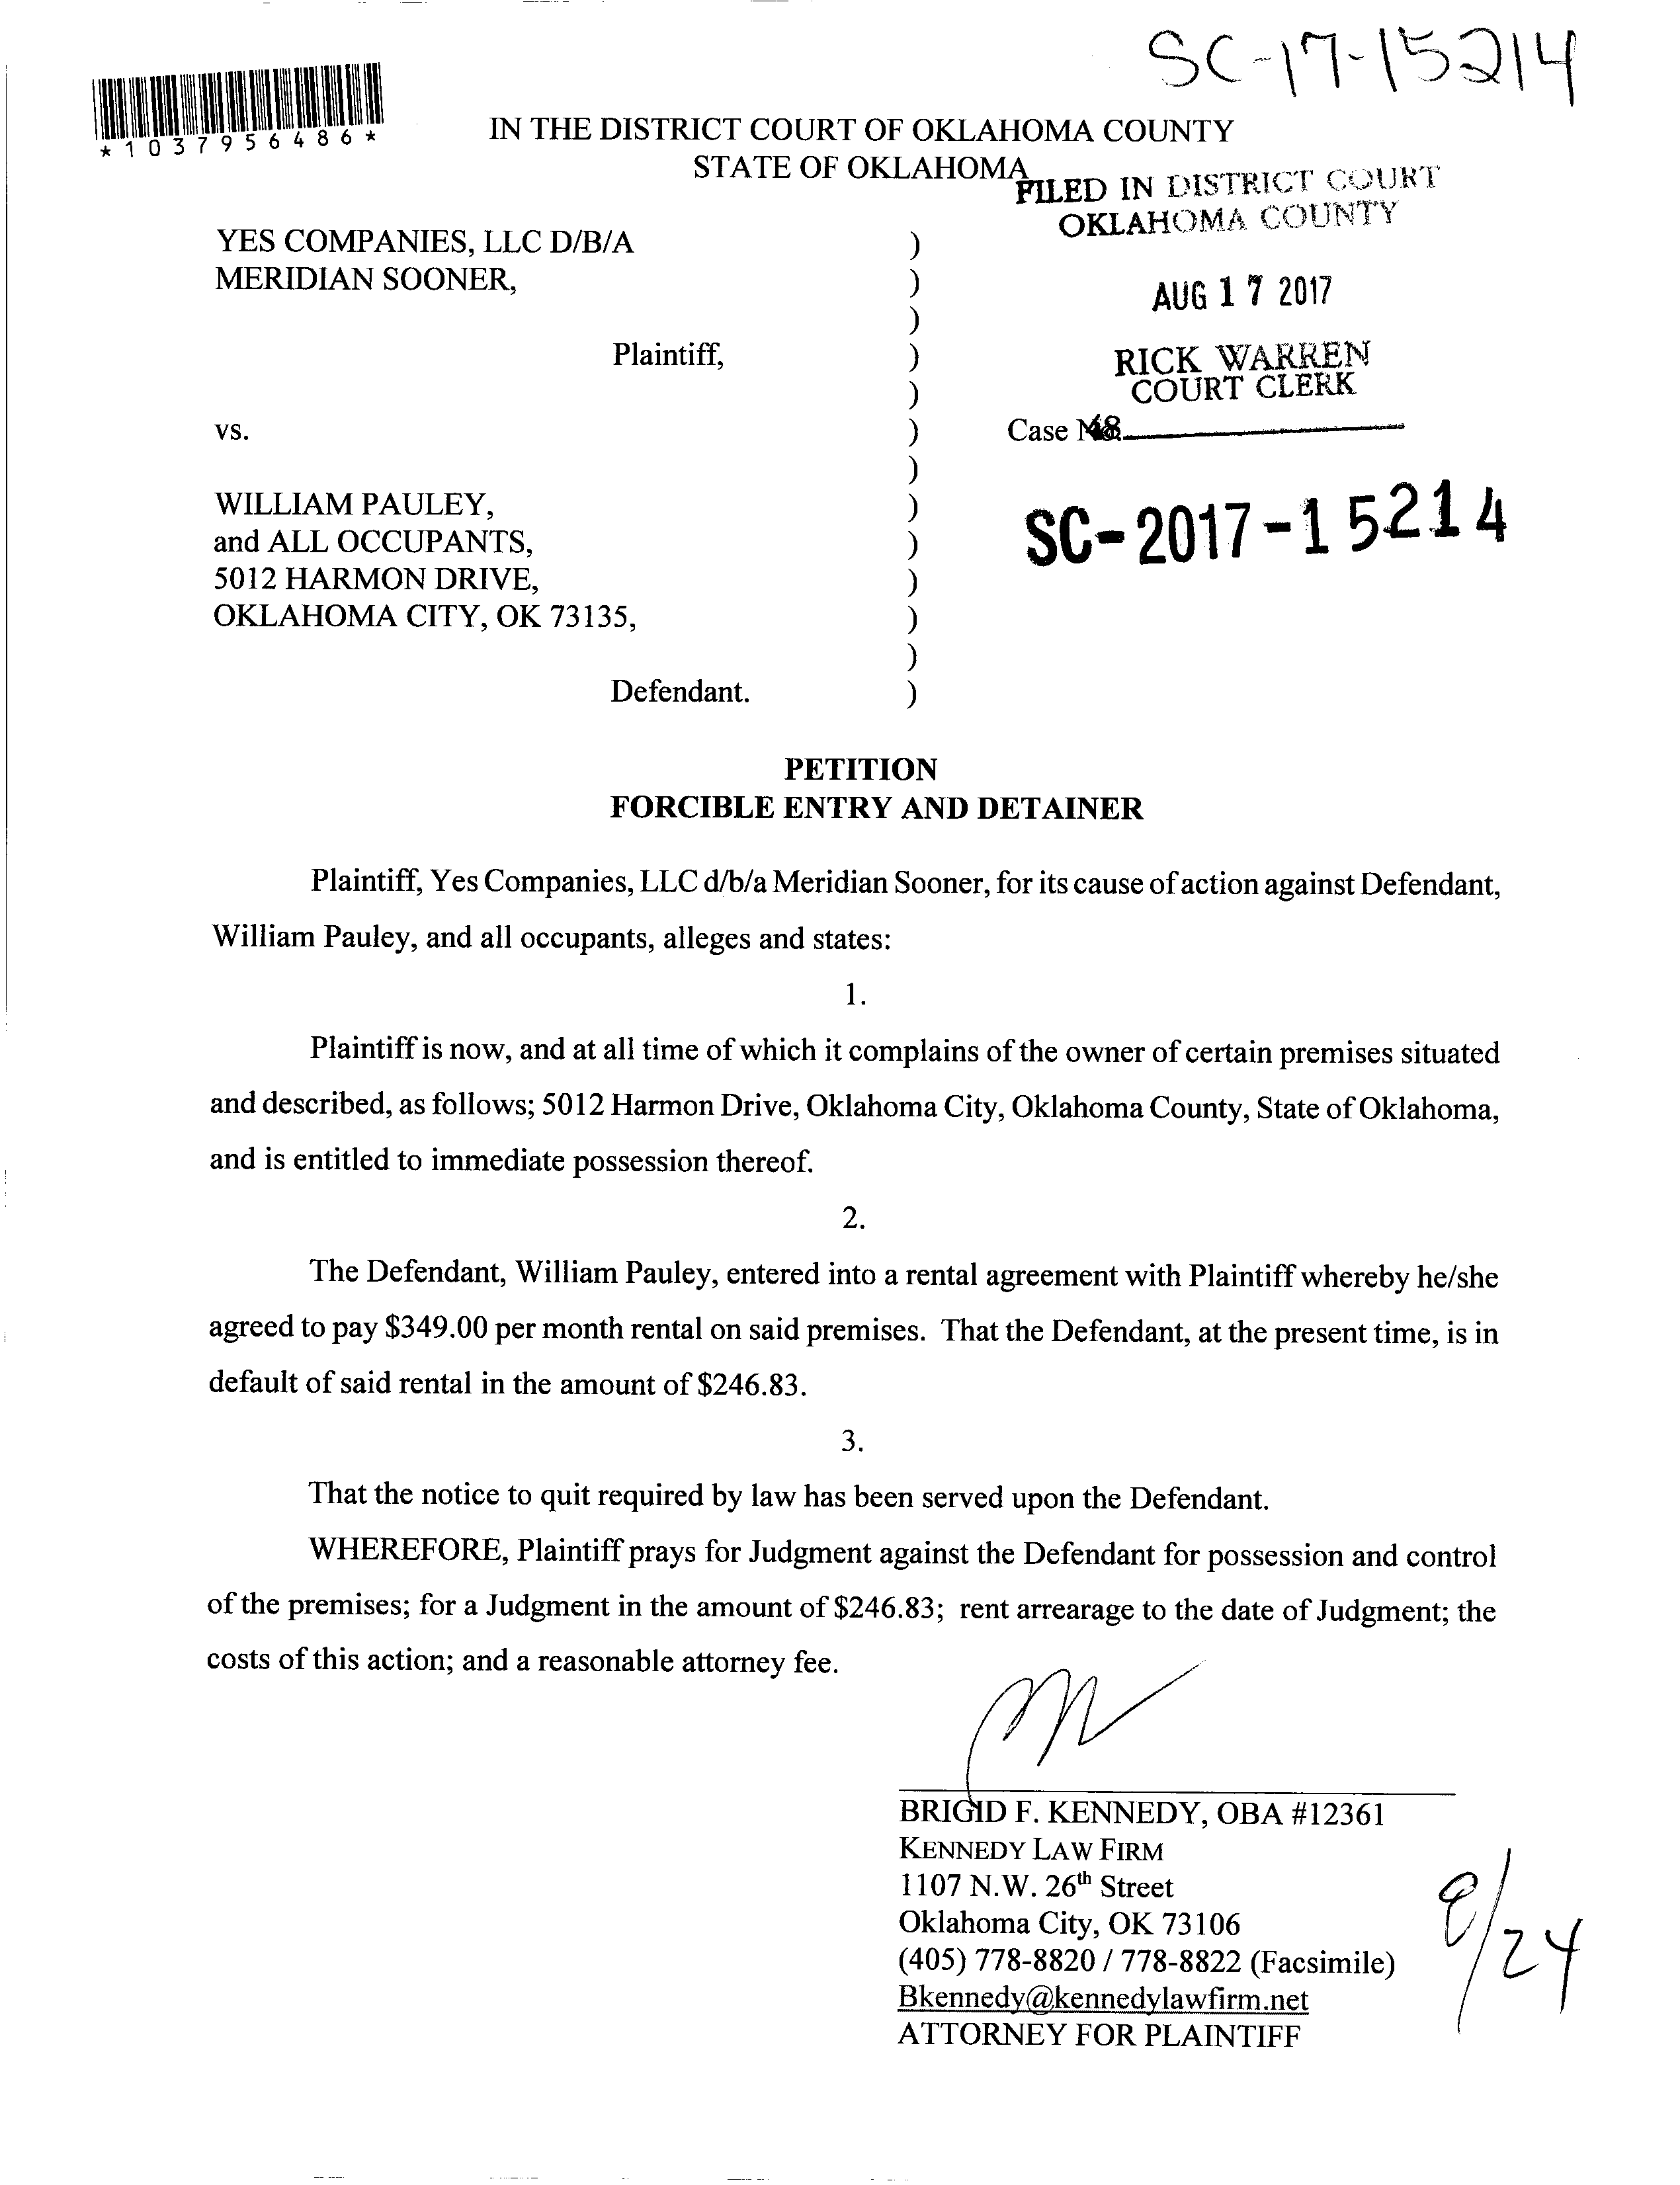 SC-17-15214
*1037956486*
IN THE DISTRICT COURT OF OKLAHOMA COUNTY
STATE OF OKLAHOMA
FILED IN DISTRICT COURT
OKLAHOMA COUNTY
YES COMPANIES, LLC D/B/A )
MERIDIAN SOONER, )
AUG 17 2017
)
Plaintiff, )
RICK WARREN
COURT CLERK
)
vs. )
Case No.
48
)
WILLIAM PAULEY, )
SC-2017-15214
and ALL OCCUPANTS, )
5012 HARMON DRIVE, )
OKLAHOMA CITY, OK 73135, )
)
Defendant. )
PETITION
FORCIBLE ENTRY AND DETAINER
Plaintiff, Yes Companies, LLC d/b/a Meridian Sooner, for its cause of action against Defendant,
William Pauley, and all occupants, alleges and states:
1.
Plaintiff is now, and at all time of which it complains of the owner of certain premises situated
and described, as follows; 5012 Harmon Drive, Oklahoma City, Oklahoma County, State of Oklahoma,
and is entitled to immediate possession thereof.
2.
The Defendant, William Pauley, entered into a rental agreement with Plaintiff whereby he/she
agreed to pay $349.00 per month rental on said premises. That the Defendant, at the present time, is in
default of said rental in the amount of $246.83.
3.
That the notice to quit required by law has been served upon the Defendant.
WHEREFORE, Plaintiff prays for Judgment against the Defendant for possession and control
of the premises; for a Judgment in the amount of $246.83; rent arrearage to the date of Judgment; the
costs of this action; and a reasonable attorney fee.
BRIGID F. KENNEDY, OBA #12361
KENNEDY LAW FIRM
1107 N.W. 26th Street
Oklahoma City, OK 73106
(405) 778-8820 / 778-8822 (Facsimile)
Bkennedy@kennedylawfirm.net
ATTORNEY FOR PLAINTIFF
8/24